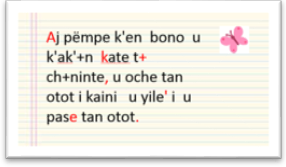 Aj pëmpe k'en bono u
k'ak'+n kate t+
ch+ninte, u oche tan
otot i kaini u yile' i u
pase tan otot.